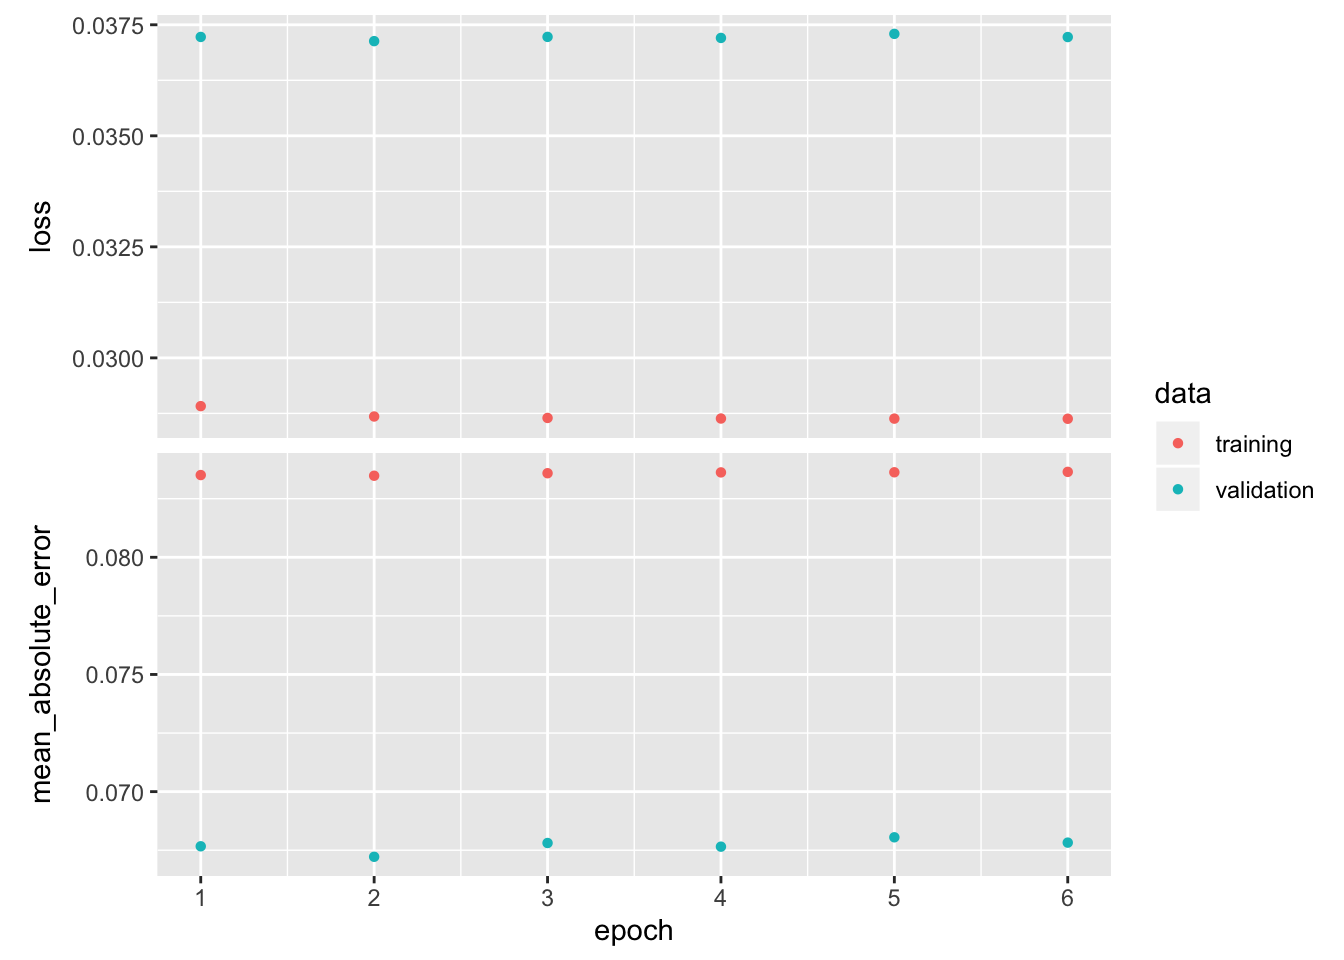 loss
0.0375
0.0350
0.0325
0.0300
mean_absolute_error
0.080
0.075
0.070
1 2 3 4 5 6
epoch
data
training
validation